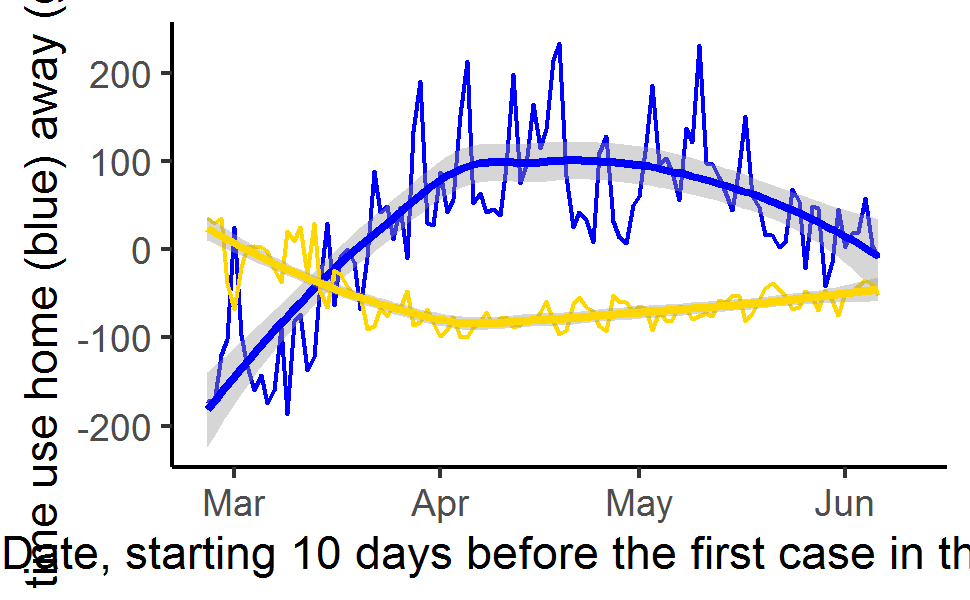 time use home (blue) away (
200
100
0
-100
-200
Mar Apr May Jun
Date, starting 10 days before the first case in th